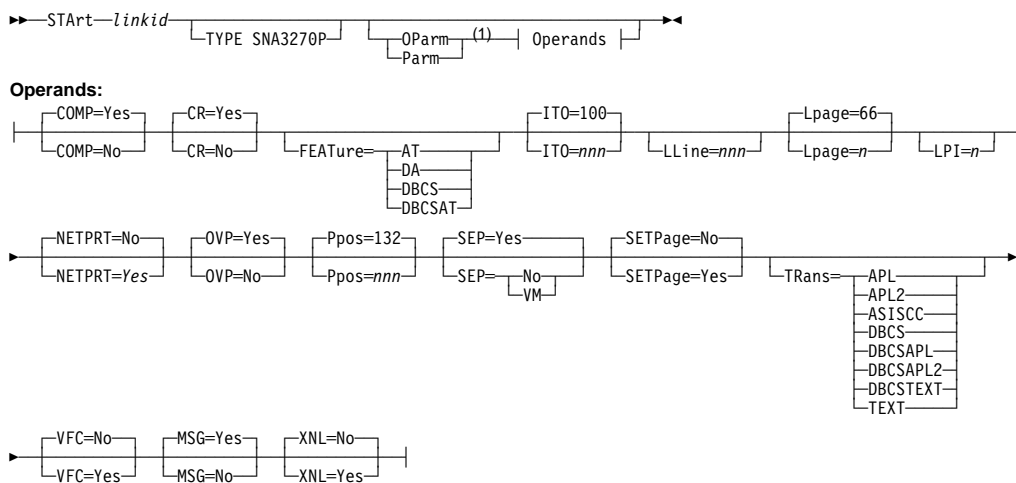 STArt linkid
TYPE SNA3270P
OParm (1) Operands
Parm
Operands:
COMP=Yes CR=Yes ITO=100 Lpage=66
COMP=No CR=No FEATure= AT ITO=nnn LLine=nnn Lpage=n LPI=n
DA
DBCS
DBCSAT
NETPRT=No OVP=Yes Ppos=132 SEP=Yes SETPage=No
NETPRT=Yes OVP=No Ppos=nnn SEP= No SETPage=Yes TRans= APL
VM APL2
ASISCC
DBCS
DBCSAPL
DBCSAPL2
DBCSTEXT
TEXT
VFC=No MSG=Yes XNL=No
VFC=Yes MSG=No XNL=Yes